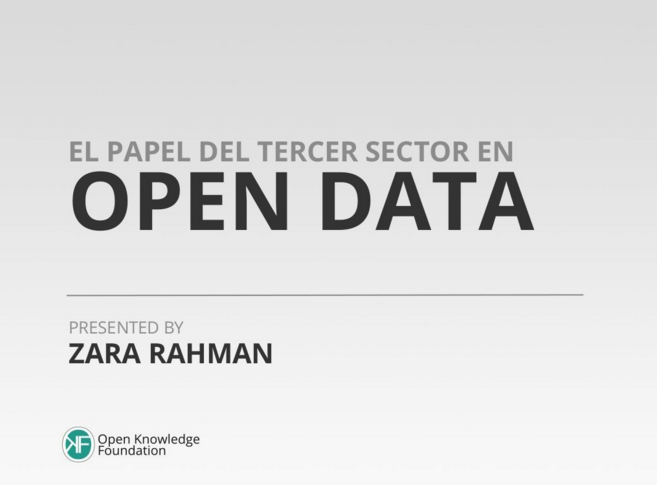 EL PAPEL DEL TERCER SECTOR EN
OPEN DATA
PRESENTED BY
ZARA RAHMAN
Open Knowledge
Foundation